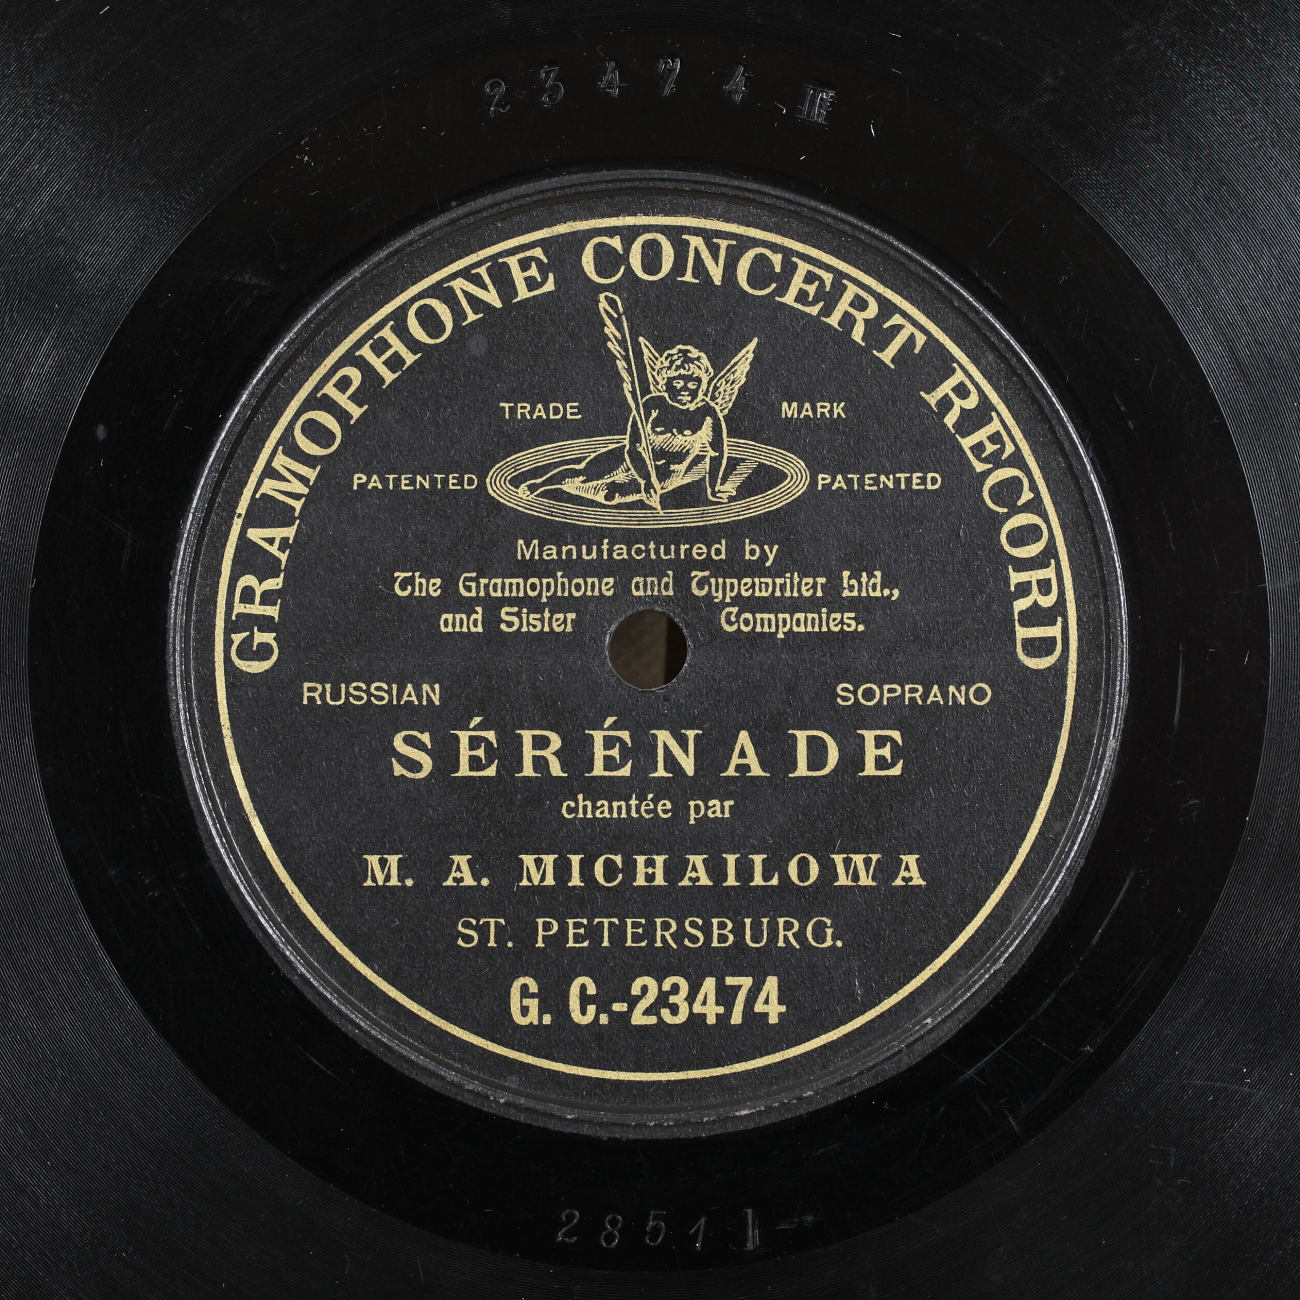 23474 III
GRAMOPHONE CONCERT RECORD
TRADE MARK
PATENTED PATENTED
Manufactured by
The Gramophone and Typewriter Ltd.,
and Sister Companies.
RUSSIAN SOPRANO
SÉRÉNADE
chantée par
M. A. MICHAILOWA
ST. PETERSBURG.
G. C.-23474
2851 l